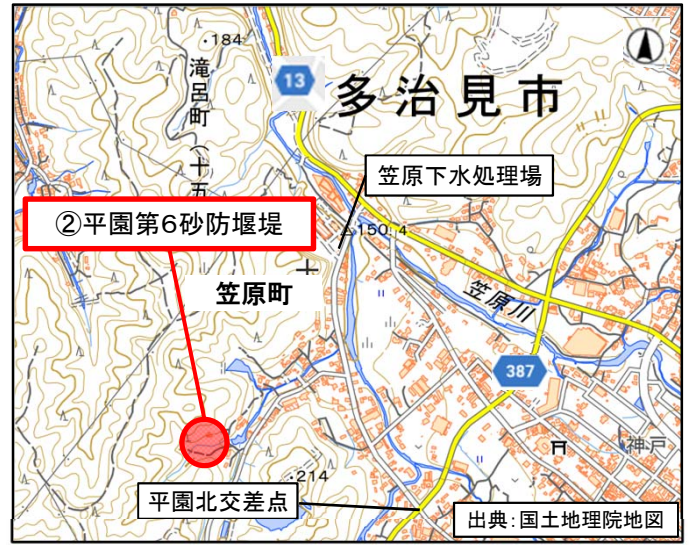 ・184
滝呂町(十五
13
多治見市
笠原下水処理場
②平園第6砂防堰堤
150.4
笠原町
笠原川
387
神戸
・214
平園北交差点
出典:国土地理院地図